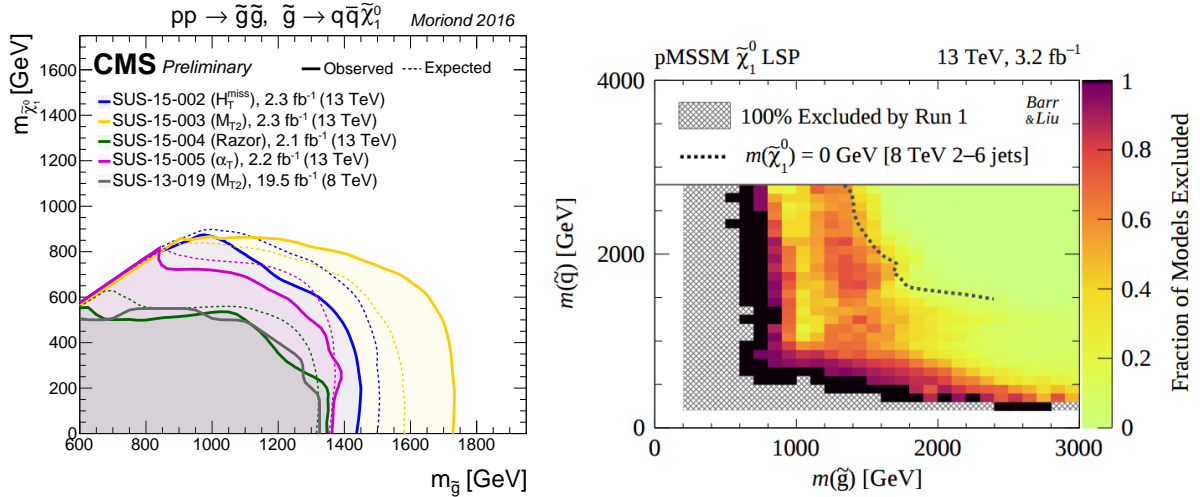 pp → g̃g̃, g̃ → qq̄χ̃₁⁰ Moriond 2016
CMS Preliminary
Observed Expected
SUS-15-002 (H_T^miss), 2.3 fb⁻¹ (13 TeV)
SUS-15-003 (M_T2), 2.3 fb⁻¹ (13 TeV)
SUS-15-004 (Razor), 2.1 fb⁻¹ (13 TeV)
SUS-15-005 (α_T), 2.2 fb⁻¹ (13 TeV)
SUS-13-019 (M_T2), 19.5 fb⁻¹ (8 TeV)
m_χ̃₁⁰ [GeV]
1600
1400
1200
1000
800
600
400
200
0
600 800 1000 1200 1400 1600 1800
m_g̃ [GeV]
pMSSM χ̃₁⁰ LSP 13 TeV, 3.2 fb⁻¹
Barr
&Liu
100% Excluded by Run 1
m(χ̃₁⁰) = 0 GeV [8 TeV 2–6 jets]
m(q̃) [GeV]
4000
2000
0
0 1000 2000 3000
m(g̃) [GeV]
1
0.8
0.6
0.4
0.2
0
Fraction of Models Excluded